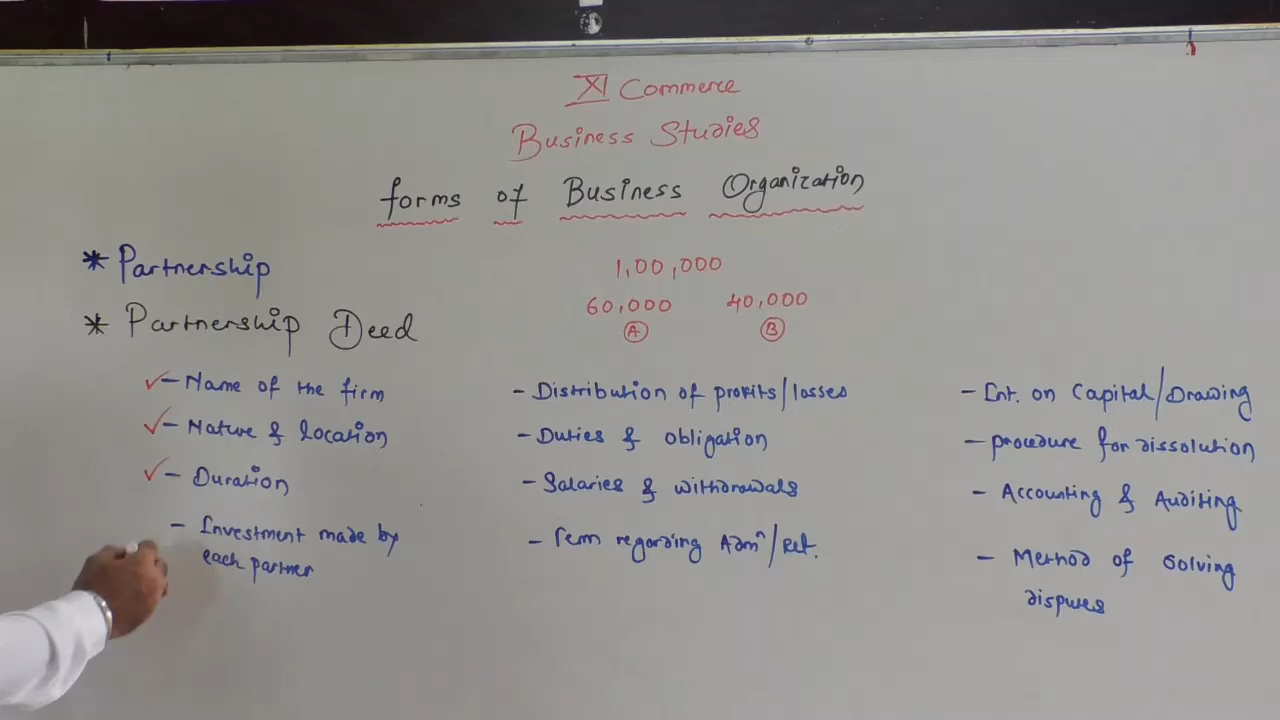 XI Commerce
Business Studies
forms of Business Organization
* Partnership
1,00,000
60,000 40,000
A B
* Partnership Deed
✓ - Name of the firm
✓ - Nature & location
✓ - Duration
- Investment made by
each partner
- Distribution of profits/losses
- Duties & obligation
- Salaries & withdrawals
- Term regarding Admⁿ/Ret.
- Int. on Capital/Drawing
- procedure for dissolution
- Accounting & Auditing
- Method of Solving
dispues